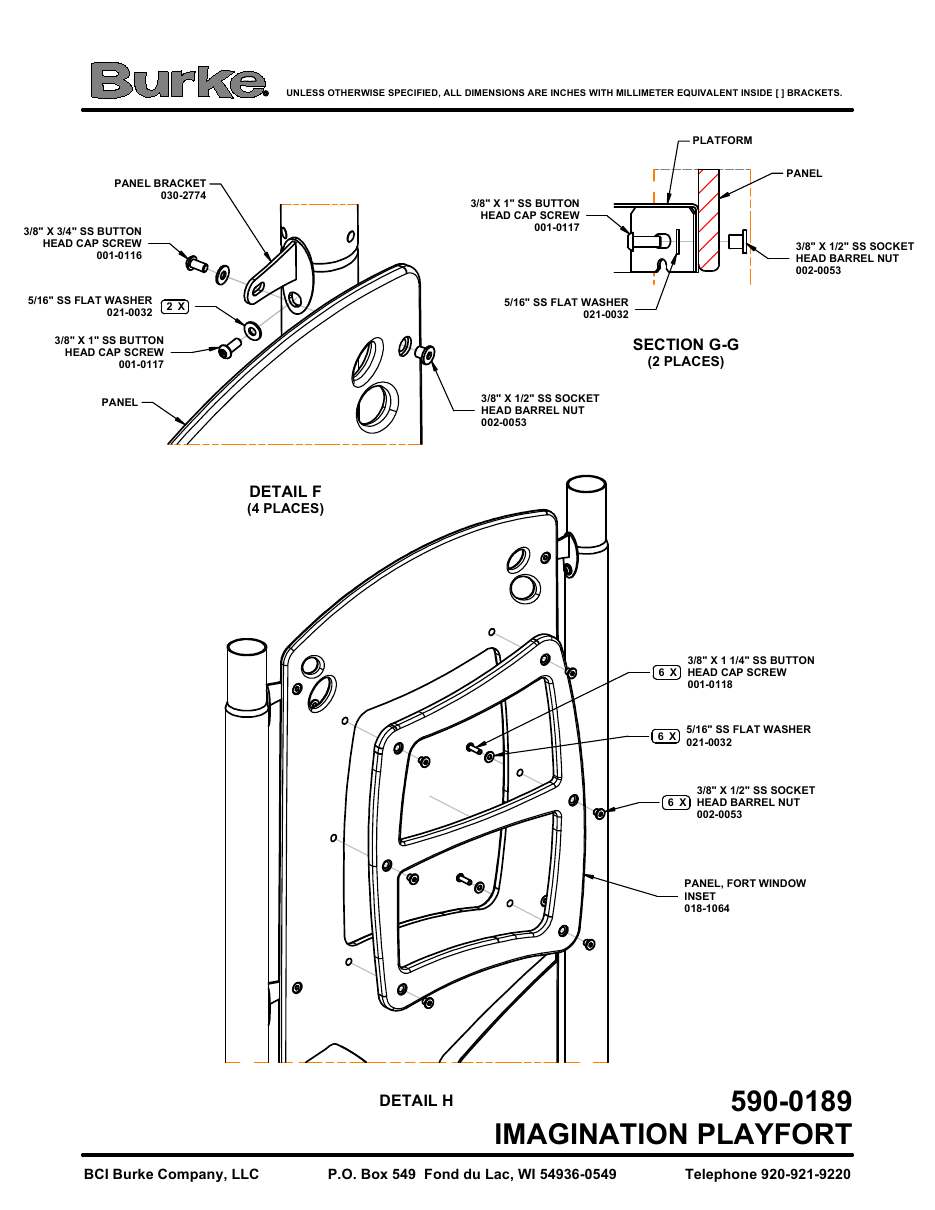 Burke
UNLESS OTHERWISE SPECIFIED, ALL DIMENSIONS ARE INCHES WITH MILLIMETER EQUIVALENT INSIDE [ ] BRACKETS.
PANEL BRACKET
030-2774
3/8" X 3/4" SS BUTTON
HEAD CAP SCREW
001-0116
5/16" SS FLAT WASHER
021-0032
2 X
3/8" X 1" SS BUTTON
HEAD CAP SCREW
001-0117
PANEL
3/8" X 1/2" SS SOCKET
HEAD BARREL NUT
002-0053
DETAIL F
(4 PLACES)
PLATFORM
PANEL
3/8" X 1" SS BUTTON
HEAD CAP SCREW
001-0117
3/8" X 1/2" SS SOCKET
HEAD BARREL NUT
002-0053
5/16" SS FLAT WASHER
021-0032
SECTION G-G
(2 PLACES)
6 X
3/8" X 1 1/4" SS BUTTON
HEAD CAP SCREW
001-0118
6 X
5/16" SS FLAT WASHER
021-0032
6 X
3/8" X 1/2" SS SOCKET
HEAD BARREL NUT
002-0053
PANEL, FORT WINDOW
INSET
018-1064
DETAIL H
590-0189
IMAGINATION PLAYFORT
BCI Burke Company, LLC P.O. Box 549 Fond du Lac, WI 54936-0549 Telephone 920-921-9220